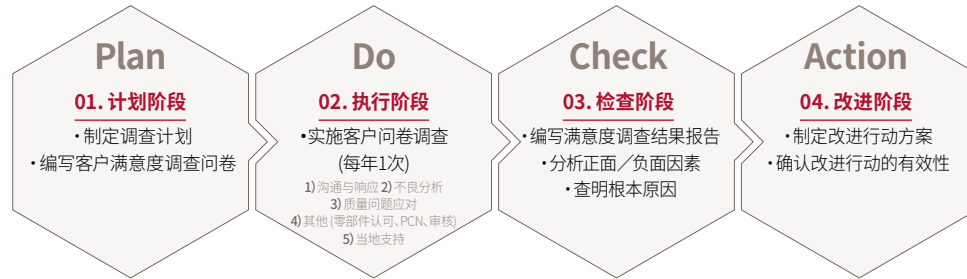 Plan
01. 计划阶段
·制定调查计划
·编写客户满意度调查问卷
Do
02. 执行阶段
•实施客户问卷调查
(每年1次)
1)沟通与响应 2)不良分析
3)质量问题应对
4)其他 (零部件认可、PCN、审核)
5)当地支持
Check
03. 检查阶段
·编写满意度调查结果报告
·分析正面／负面因素
·查明根本原因
Action
04. 改进阶段
·制定改进行动方案
·确认改进行动的有效性